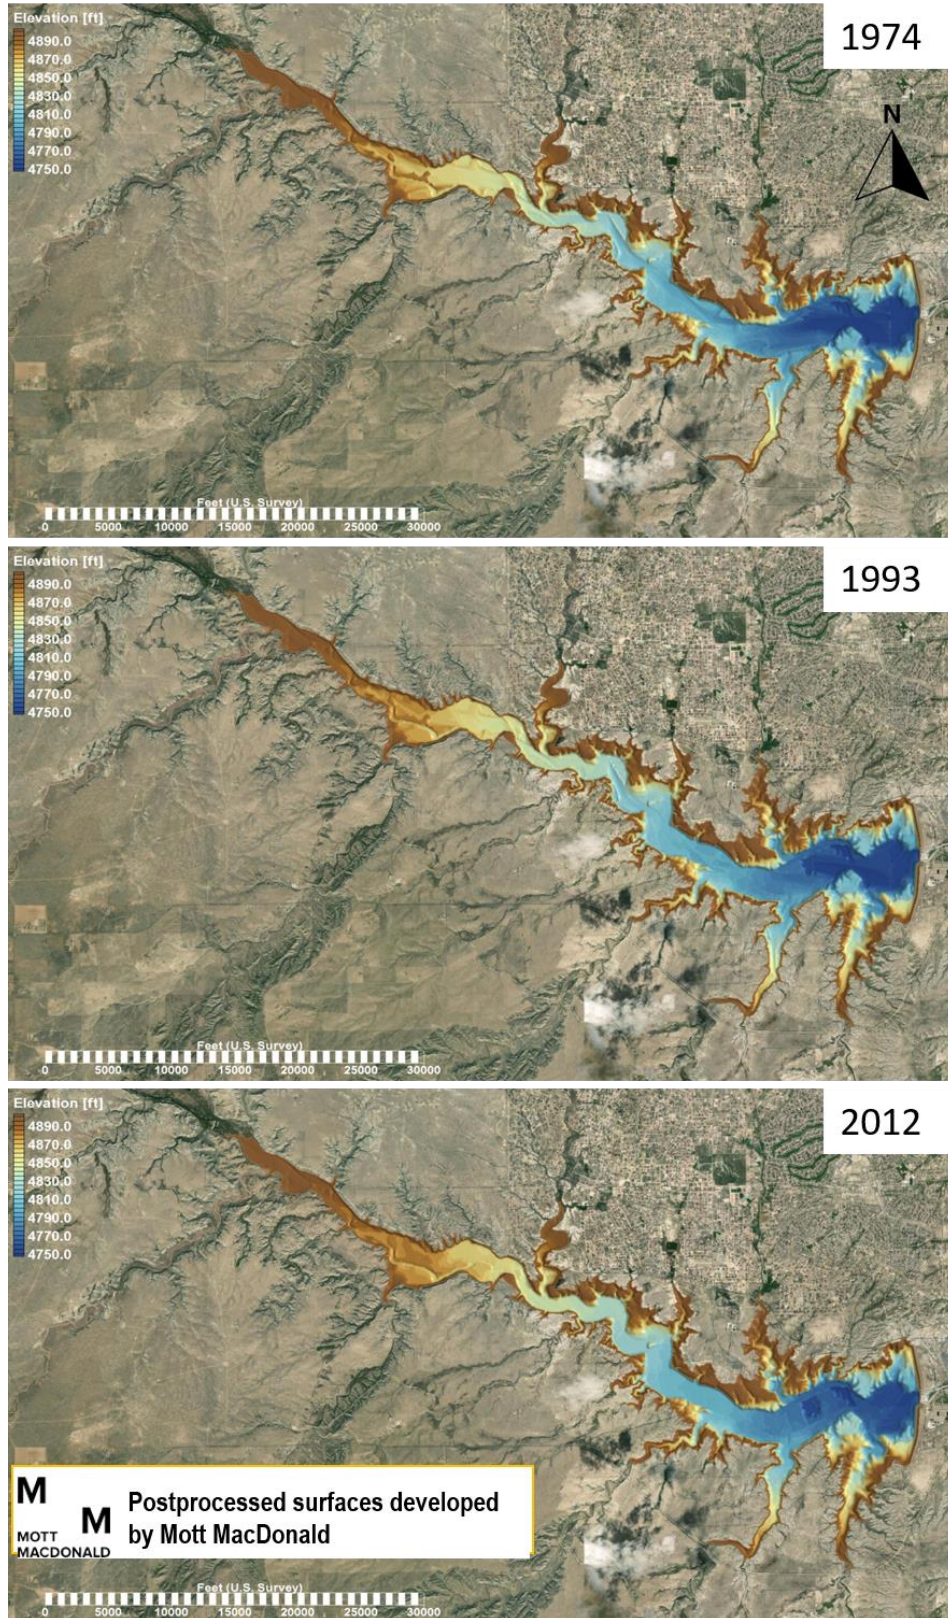 Elevation [ft]
4890.0
4870.0
4850.0
4830.0
4810.0
4790.0
4770.0
4750.0
1974
N
Feet (U.S. Survey)
0 5000 10000 15000 20000 25000 30000
Elevation [ft]
4890.0
4870.0
4850.0
4830.0
4810.0
4790.0
4770.0
4750.0
1993
Feet (U.S. Survey)
0 5000 10000 15000 20000 25000 30000
Elevation [ft]
4890.0
4870.0
4850.0
4830.0
4810.0
4790.0
4770.0
4750.0
2012
M
M
MOTT
MACDONALD
Postprocessed surfaces developed
by Mott MacDonald
Feet (U.S. Survey)
0 5000 10000 15000 20000 25000 30000